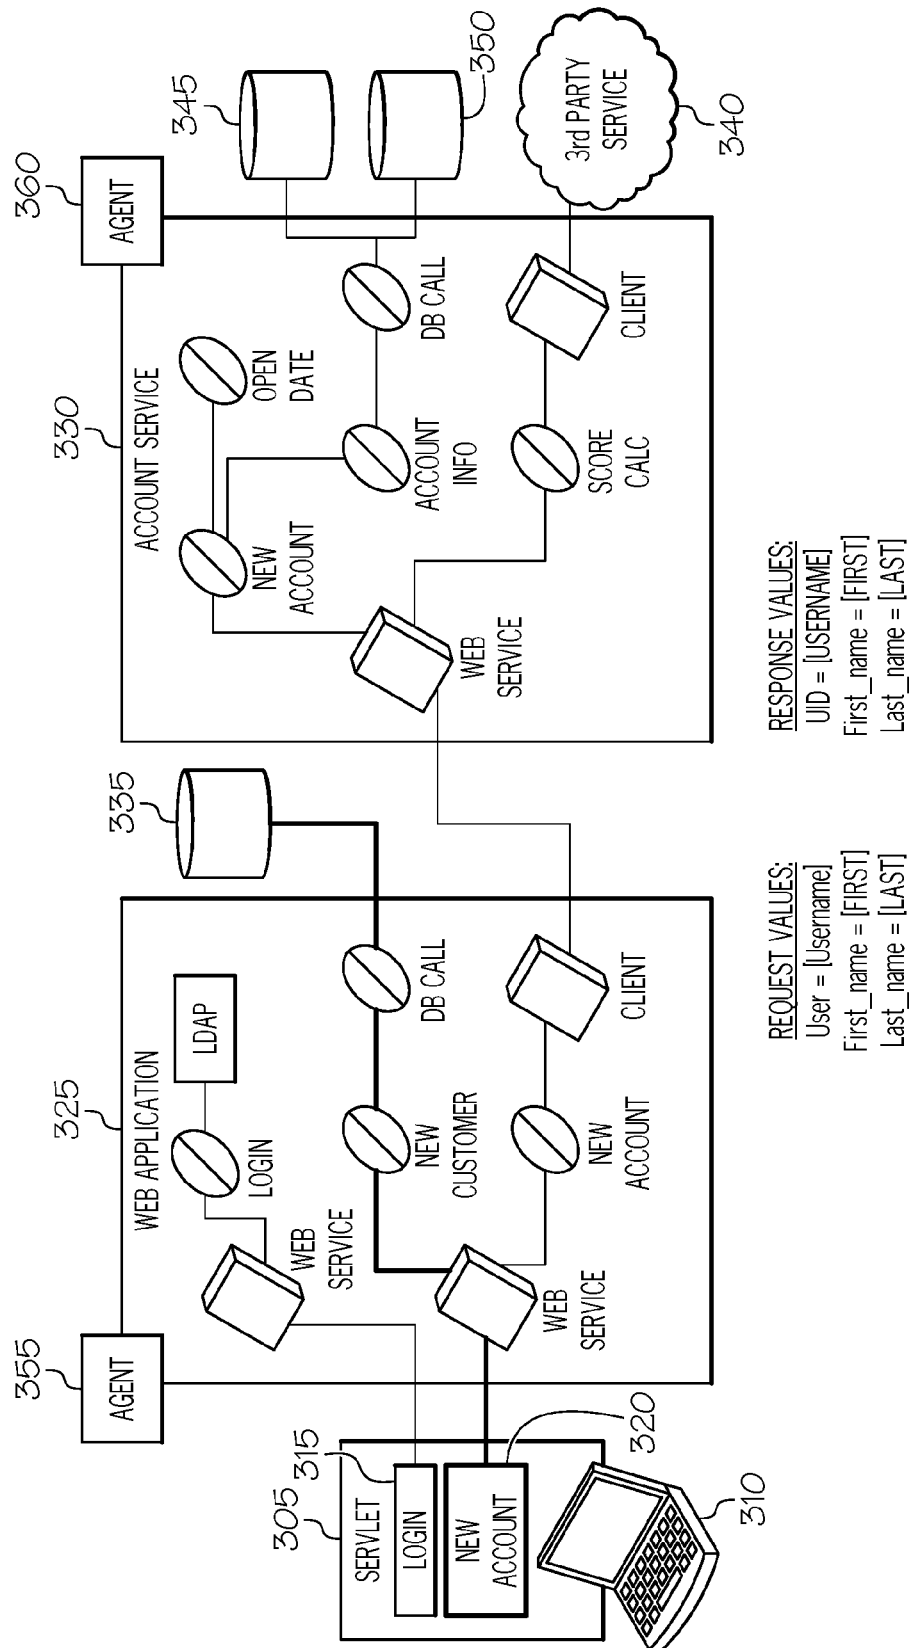 305
SERVLET
315
LOGIN
NEW
ACCOUNT
320
310
355
AGENT
325
WEB APPLICATION
WEB
SERVICE
LOGIN
LDAP
WEB
SERVICE
NEW
CUSTOMER
DB CALL
NEW
ACCOUNT
CLIENT
335
330
ACCOUNT SERVICE
360
AGENT
WEB
SERVICE
NEW
ACCOUNT
OPEN
DATE
ACCOUNT
INFO
DB CALL
SCORE
CALC
CLIENT
345
350
3rd PARTY
SERVICE
340
REQUEST VALUES:
User = [Username]
First_name = [FIRST]
Last_name = [LAST]
RESPONSE VALUES:
UID = [USERNAME]
First_name = [FIRST]
Last_name = [LAST]